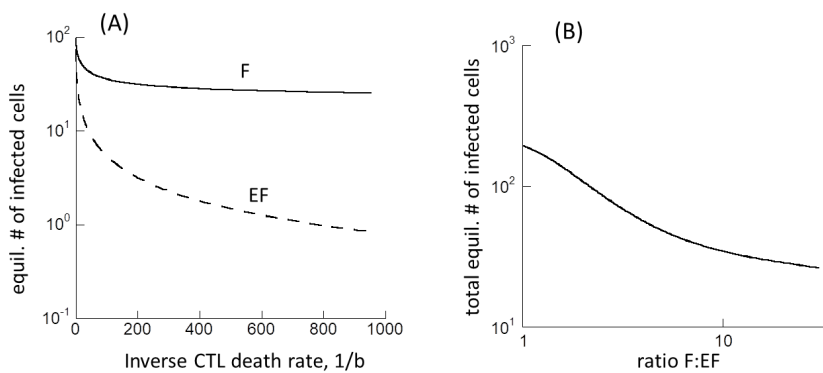 (A)
10^2
10^1
10^0
10^-1
equil. # of infected cells
F
EF
0 200 400 600 800 1000
Inverse CTL death rate, 1/b
(B)
10^3
10^2
10^1
total equil. # of infected cells
1 10
ratio F:EF